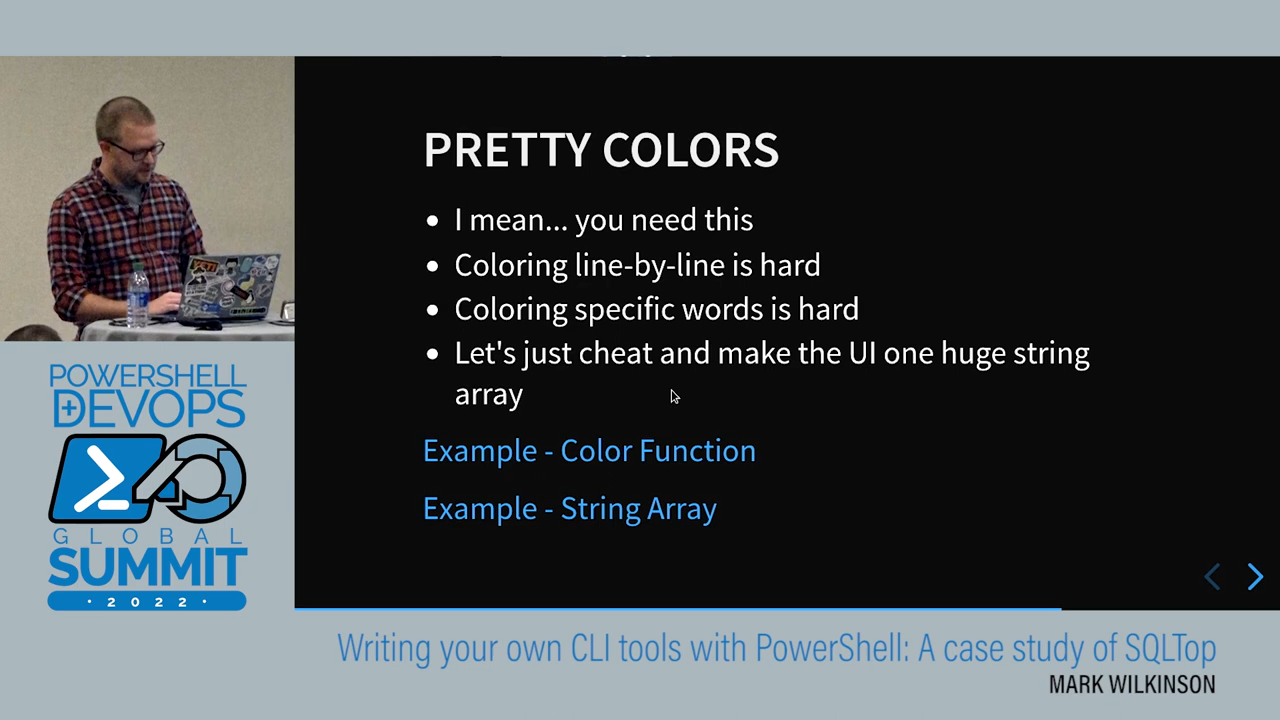 PRETTY COLORS
I mean... you need this
Coloring line-by-line is hard
Coloring specific words is hard
Let's just cheat and make the UI one huge string
array
Example - Color Function
Example - String Array
POWERSHELL
+DEVOPS
GLOBAL
SUMMIT
· 2022 ·
Writing your own CLI tools with PowerShell: A case study of SQLTop
MARK WILKINSON